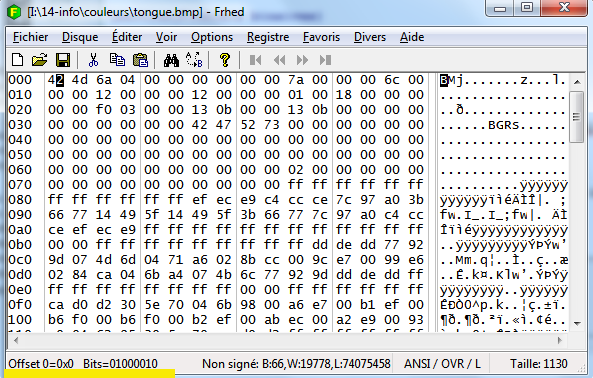 [I:\14-info\couleurs\tongue.bmp] - Frhed
Fichier Disque Éditer Voir Options Registre Favoris Divers Aide
000 42 4d 6a 04 00 00 00 00 00 00 7a 00 00 00 6c 00 BMj.......z...l.
010 00 00 12 00 00 00 12 00 00 00 01 00 18 00 00 00 ................
020 00 00 f0 03 00 00 13 0b 00 00 13 0b 00 00 00 00 ..ð.............
030 00 00 00 00 00 00 42 47 52 73 00 00 00 00 00 00 ......BGRs......
040 00 00 00 00 00 00 00 00 00 00 00 00 00 00 00 00 ................
050 00 00 00 00 00 00 00 00 00 00 00 00 00 00 00 00 ................
060 00 00 00 00 00 00 00 00 00 00 02 00 00 00 00 00 ................
070 00 00 00 00 00 00 00 00 00 00 ff ff ff ff ff ff ..........ÿÿÿÿÿÿ
080 ff ff ff ff ff ff ef ec e9 c4 cc ce 7c 97 a0 3b ÿÿÿÿÿÿïìéÄÌÎ|. ;
090 66 77 14 49 5f 14 49 5f 3b 66 77 7c 97 a0 c4 cc fw.I_.I_;fw|. ÄÌ
0a0 ce ef ec e9 ff ff ff ff ff ff ff ff ff ff ff ff Îïìéÿÿÿÿÿÿÿÿÿÿÿÿ
0b0 00 00 ff ff ff ff ff ff ff ff ff dd de dd 77 92 ..ÿÿÿÿÿÿÿÿÿÝÞÝw’
0c0 9d 07 4d 6d 04 71 a6 02 8b cc 00 9c e7 00 99 e6
0d0 02 84 ca 04 6b a4 07 4b 6c 77 92 9d dd de dd ff
0e0 ff ff ff ff ff ff ff ff 00 00 ff ff ff ff ff ff
0f0 ca d0 d2 30 5e 70 04 6b 98 00 a6 e7 00 b1 ef 00
100 b6 f0 00 b6 f0 00 b2 ef 00 ab ec 00 a2 e9 00 93
Offset 0=0x0 Bits=01000010 Non signé: B:66,W:19778,L:74075458 ANSI / OVR / L Taille: 1130